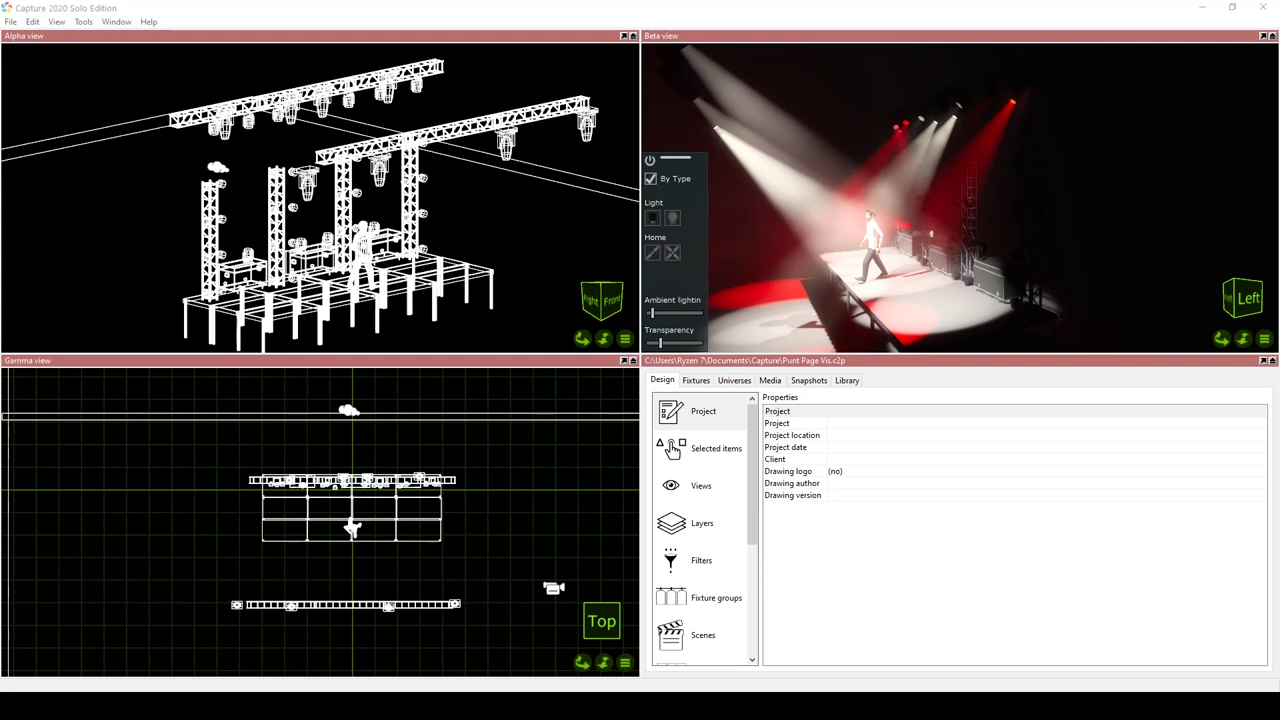 Capture 2020 Solo Edition
File Edit View Tools Window Help
Alpha view
Right Front
Beta view
By Type
Light
Home
Ambient lightin
Transparency
Left
Gamma view
Top
C:\Users\Ryzen 7\Documents\Capture\Punt Page Vis.c2p
Design Fixtures Universes Media Snapshots Library
Project
Selected items
Views
Layers
Filters
Fixture groups
Scenes
Properties
Project
Project
Project location
Project date
Client
Drawing logo (no)
Drawing author
Drawing version